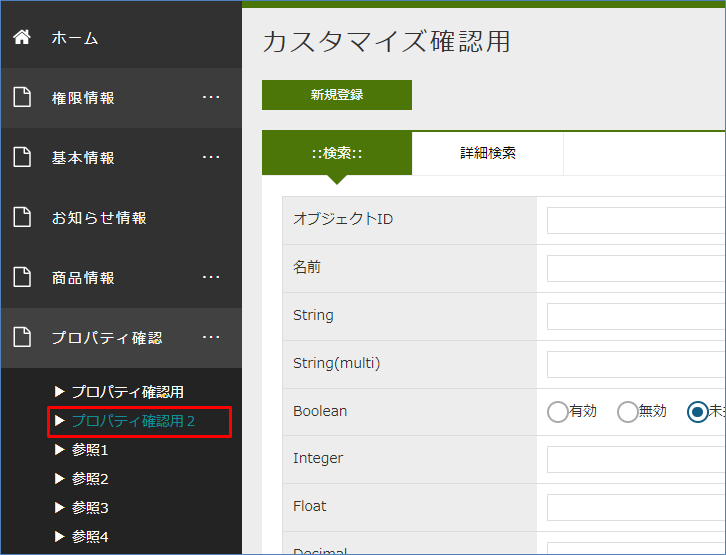 ホーム
権限情報 …
基本情報 …
お知らせ情報
商品情報 …
プロパティ確認 …
▶ プロパティ確認用
▶ プロパティ確認用２
▶ 参照1
▶ 参照2
▶ 参照3
▶ 参照4
カスタマイズ確認用
新規登録
::検索:: 詳細検索
オブジェクトID
名前
String
String(multi)
Boolean 有効 無効
Integer
Float
Decimal